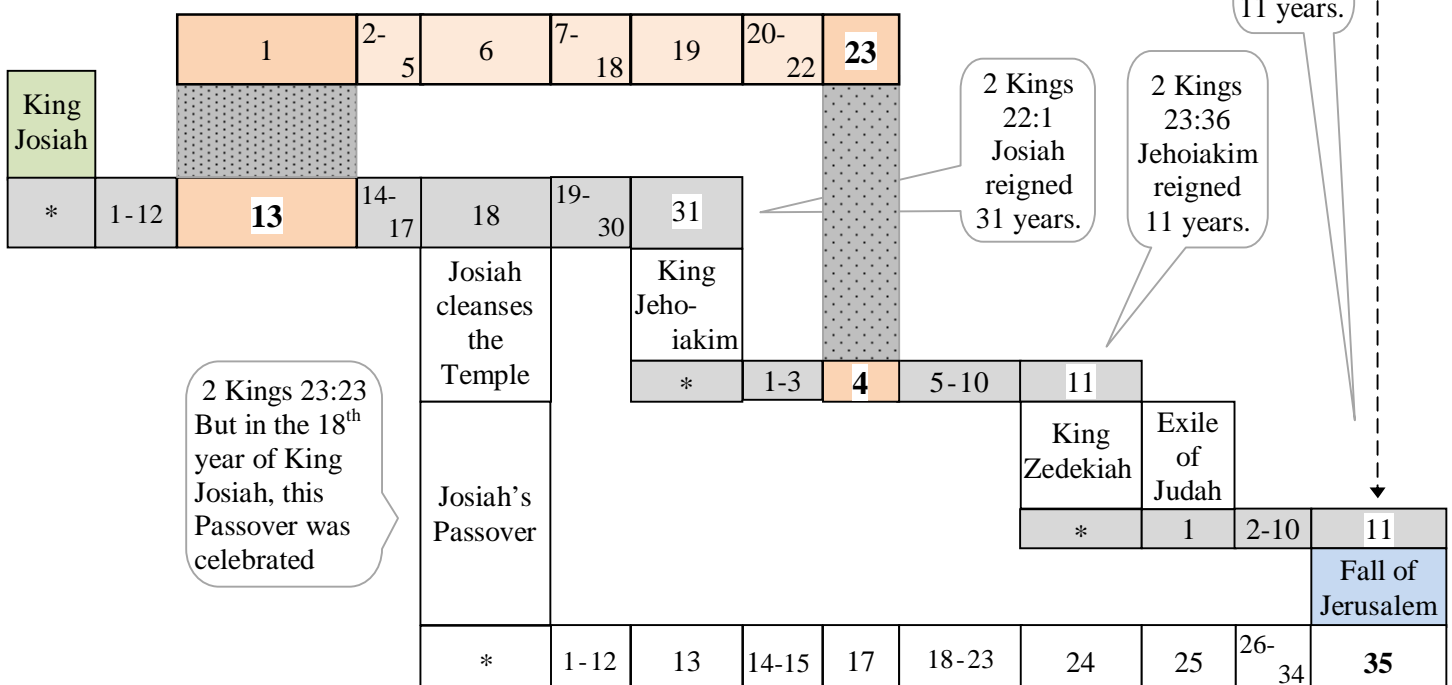 11 years.
1
2-
5
6
7-
18
19
20-
22
23
King
Josiah
*
1-12
13
14-
17
18
19-
30
31
2 Kings
22:1
Josiah
reigned
31 years.
2 Kings
23:36
Jehoiakim
reigned
11 years.
Josiah
cleanses
the
Temple
King
Jeho-
iakim
*
1-3
4
5-10
11
2 Kings 23:23
But in the 18th
year of King
Josiah, this
Passover was
celebrated
Josiah's
Passover
King
Zedekiah
Exile
of
Judah
*
1
2-10
11
Fall of
Jerusalem
*
1-12
13
14-15
17
18-23
24
25
26-
34
35